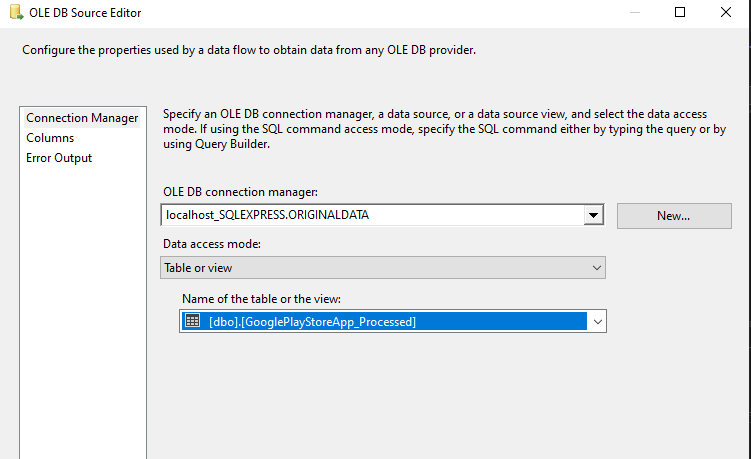 OLE DB Source Editor
Configure the properties used by a data flow to obtain data from any OLE DB provider.
Connection Manager
Columns
Error Output
Specify an OLE DB connection manager, a data source, or a data source view, and select the data access
mode. If using the SQL command access mode, specify the SQL command either by typing the query or by
using Query Builder.
OLE DB connection manager:
localhost_SQLEXPRESS.ORIGINALDATA
New...
Data access mode:
Table or view
Name of the table or the view:
[dbo].[GooglePlayStoreApp_Processed]